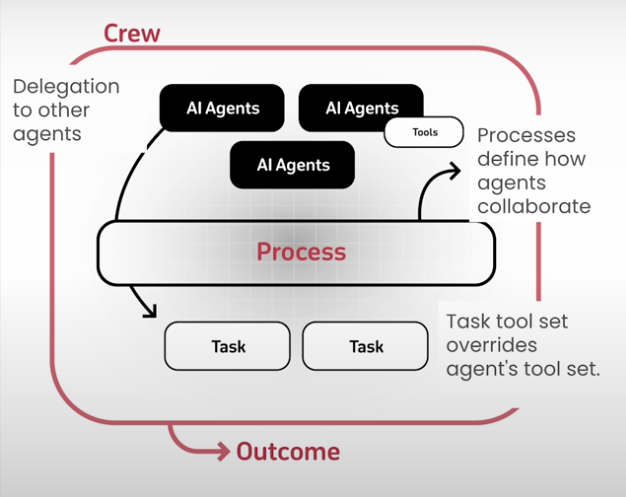 Crew
Delegation
to other
agents
AI Agents
AI Agents
Tools
AI Agents
Processes
define how
agents
collaborate
Process
Task
Task
Task tool set
overrides
agent's tool set.
Outcome